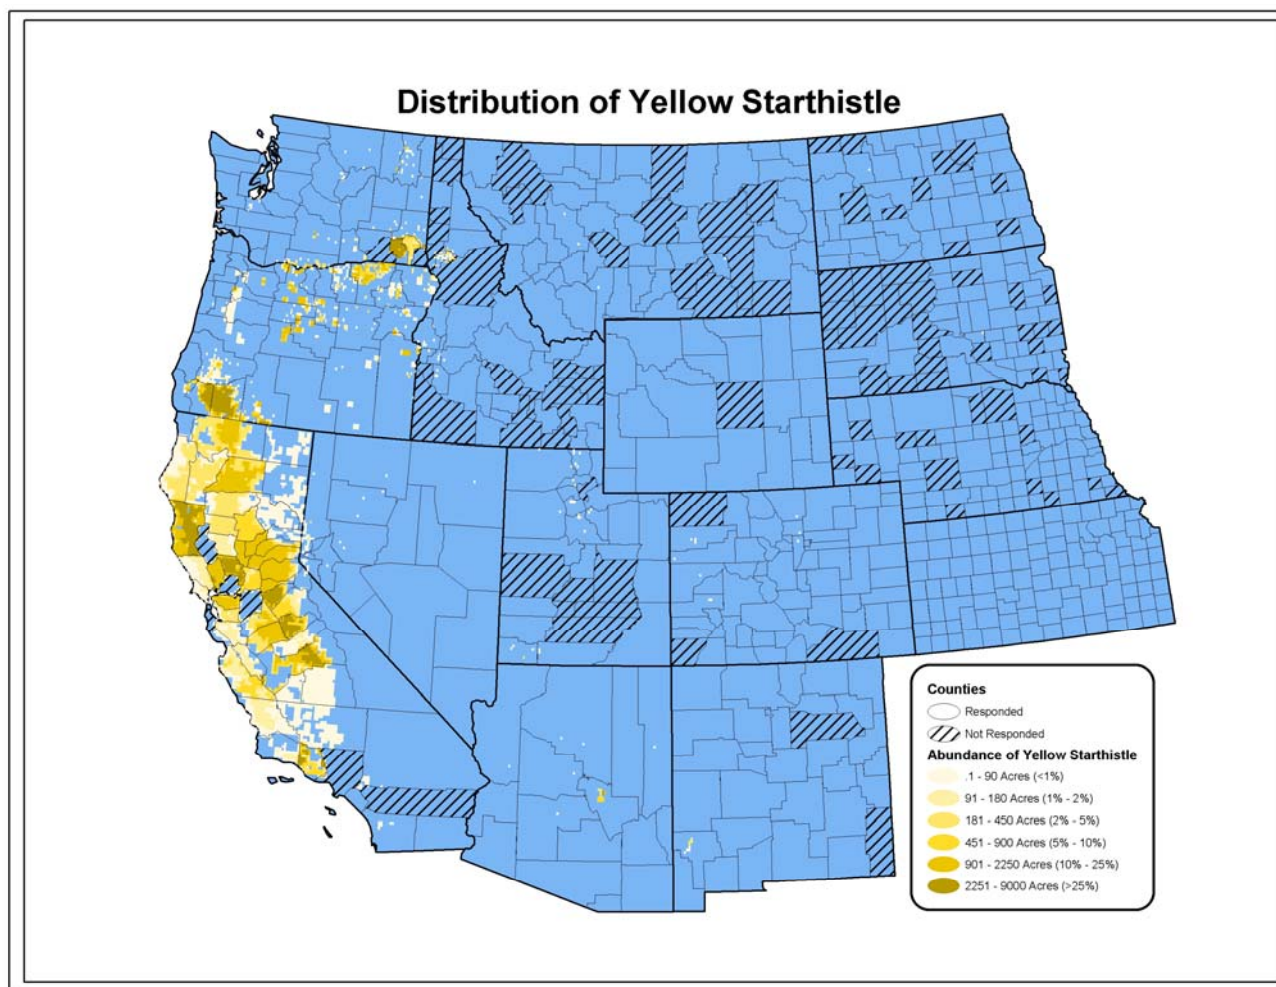 Distribution of Yellow Starthistle
Counties
Responded
Not Responded
Abundance of Yellow Starthistle
.1 - 90 Acres (<1%)
91 - 180 Acres (1% - 2%)
181 - 450 Acres (2% - 5%)
451 - 900 Acres (5% - 10%)
901 - 2250 Acres (10% - 25%)
2251 - 9000 Acres (>25%)